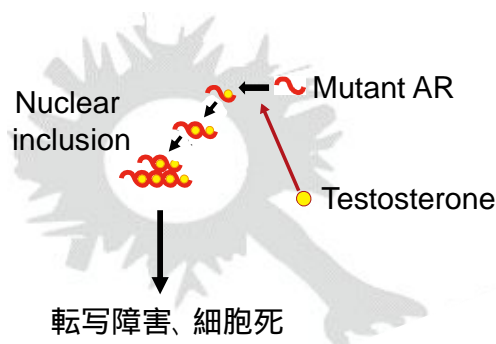 Mutant AR
Nuclear
inclusion
Testosterone
転写障害、細胞死